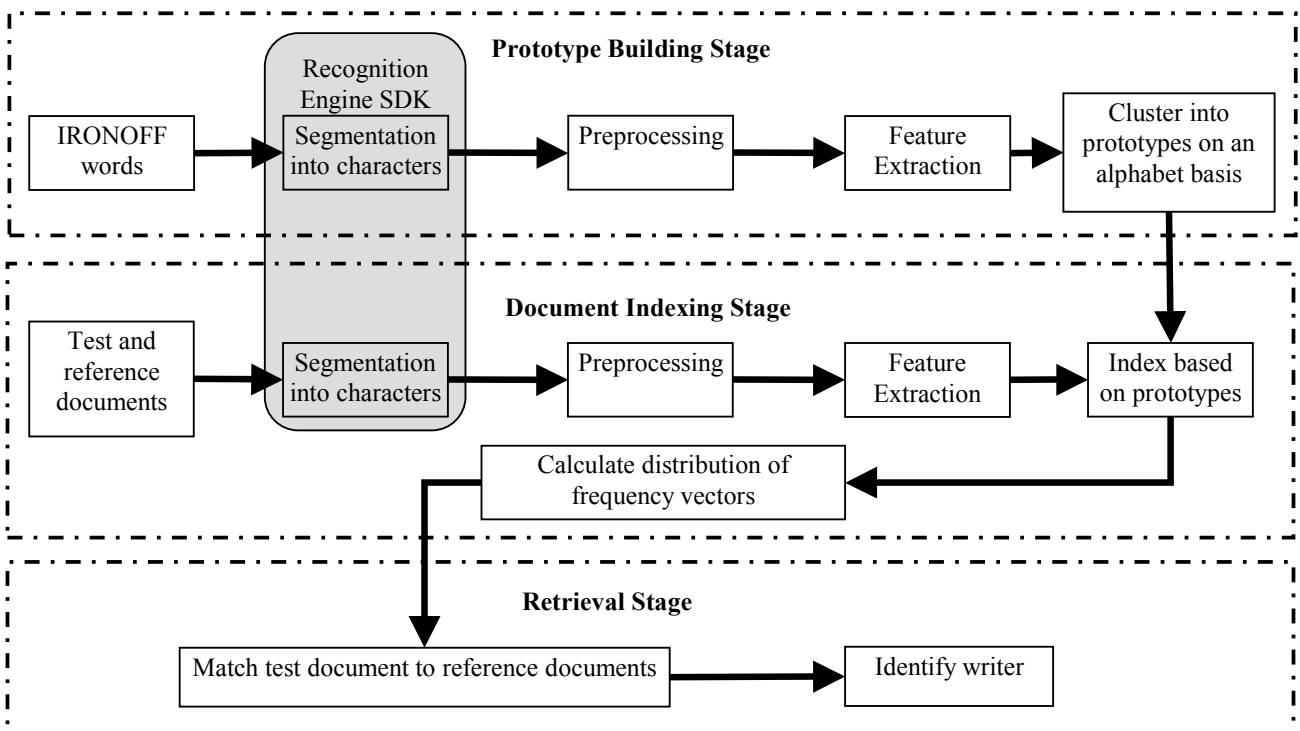 Prototype Building Stage
Recognition
Engine SDK
IRONOFF
words
Segmentation
into characters
Preprocessing
Feature
Extraction
Cluster into
prototypes on an
alphabet basis
Document Indexing Stage
Test and
reference
documents
Segmentation
into characters
Preprocessing
Feature
Extraction
Index based
on prototypes
Calculate distribution of
frequency vectors
Retrieval Stage
Match test document to reference documents
Identify writer